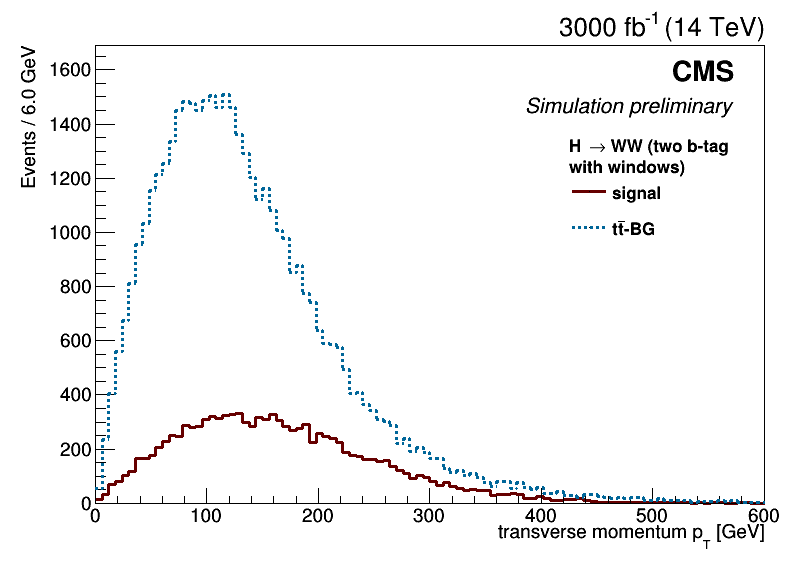 3000 fb-1 (14 TeV)
Events / 6.0 GeV
CMS
Simulation preliminary
H → WW (two b-tag
with windows)
signal
tt̄-BG
1600
1400
1200
1000
800
600
400
200
0
0 100 200 300 400 500 600
transverse momentum pT [GeV]